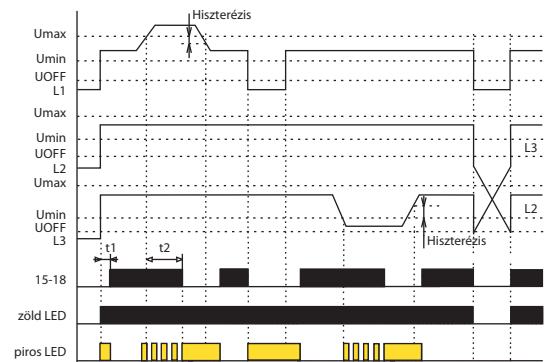 Hiszterézis
Umax
Umin
UOFF
L1
Umax
Umin
UOFF
L2
L3
Umax
Umin
UOFF
L3
L2
Hiszterézis
t1
t2
15-18
zöld LED
piros LED